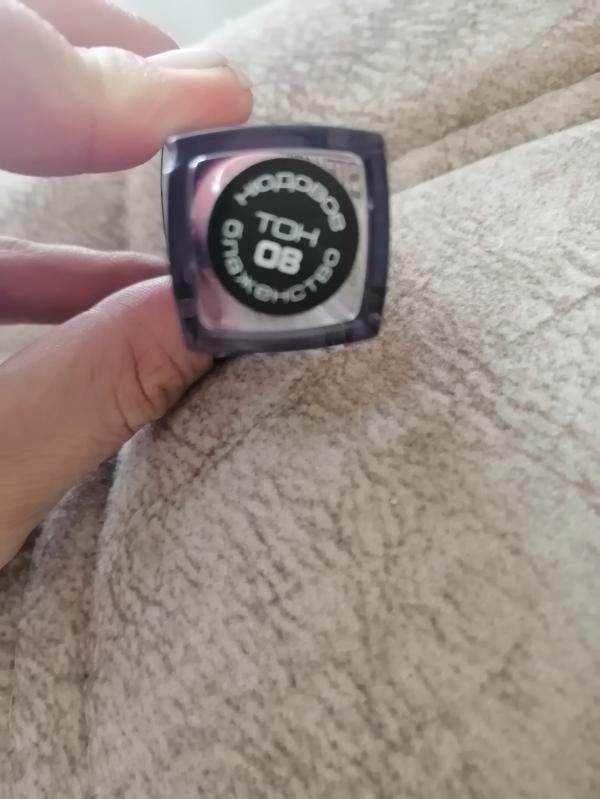 Нюдовое
ТОН
08
блаженство